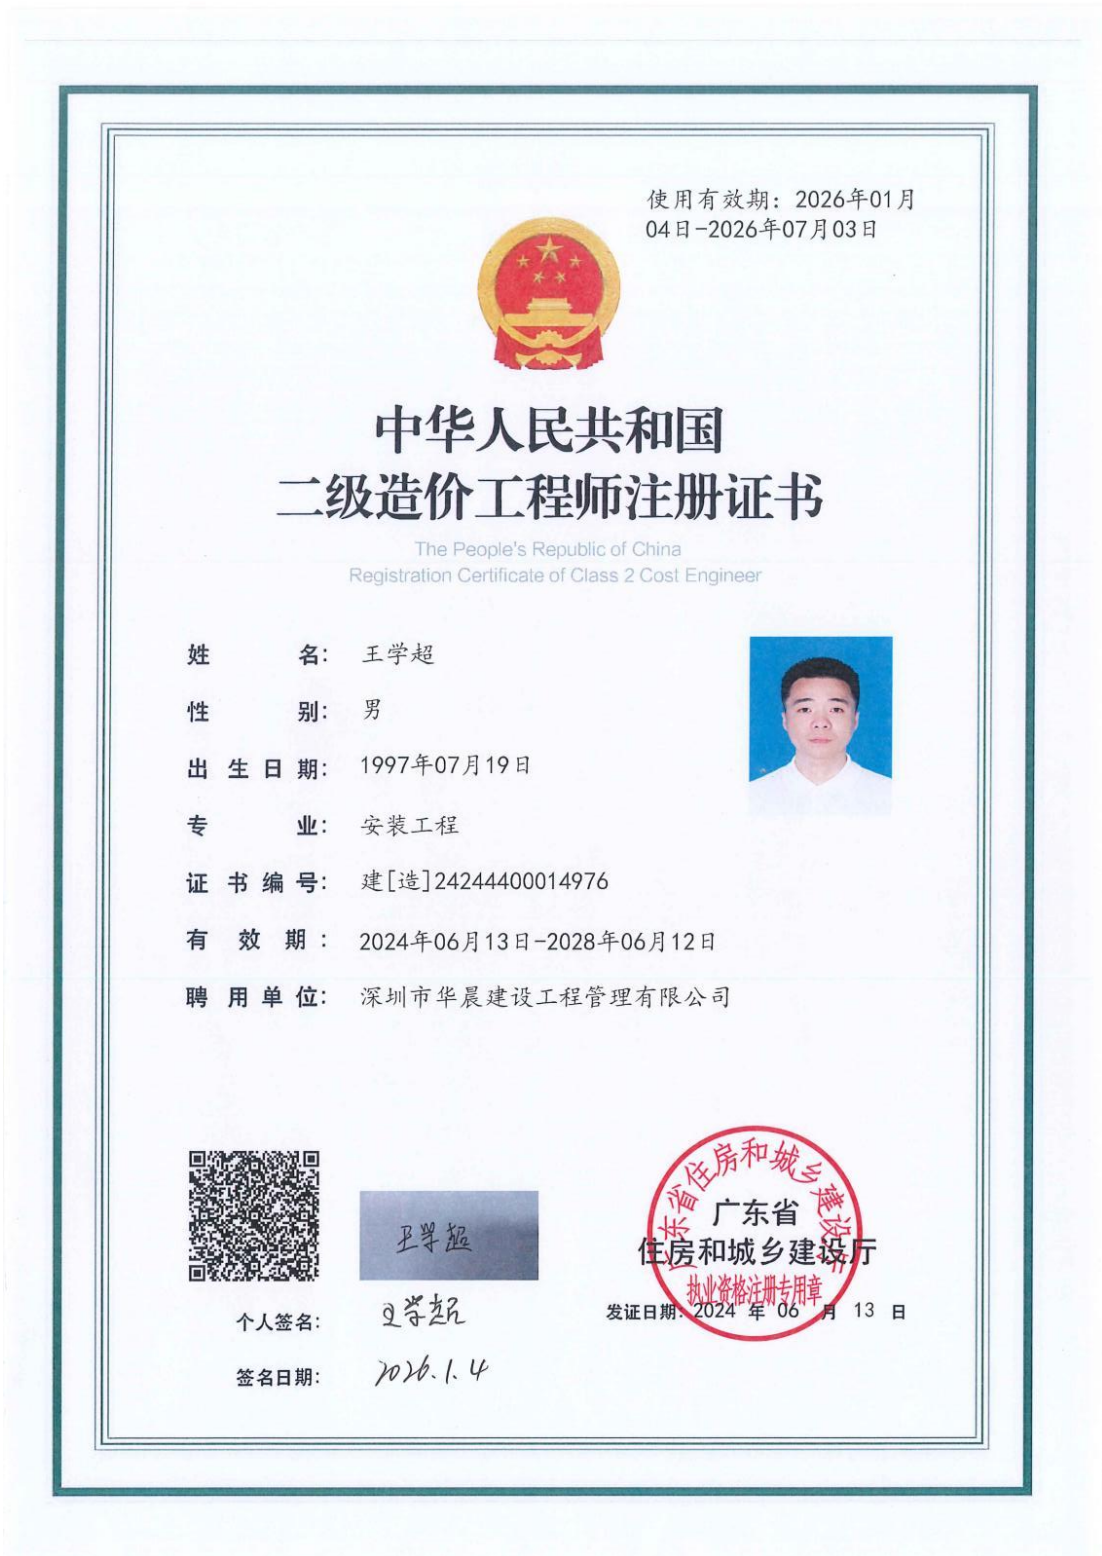 使用有效期：2026年01月
04日-2026年07月03日
中华人民共和国
二级造价工程师注册证书
The People's Republic of China
Registration Certificate of Class 2 Cost Engineer
姓名：王学超
性别：男
出生日期：1997年07月19日
专业：安装工程
证书编号：建[造]24244400014976
有效期：2024年06月13日-2028年06月12日
聘用单位：深圳市华晨建设工程管理有限公司
王学超
个人签名：王学超
签名日期：2026.1.4
广东省住房和城乡建设厅
广东省
住房和城乡建设厅
执业资格注册专用章
发证日期：2024年06月13日